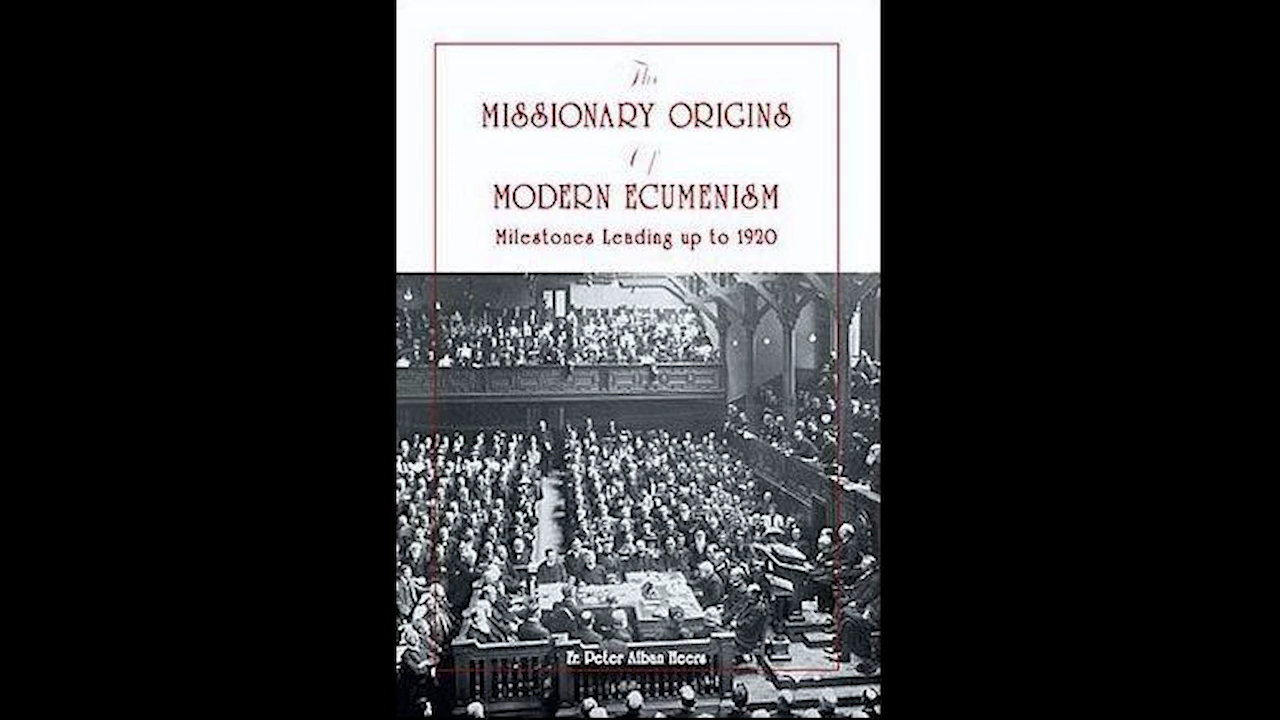 The
MISSIONARY ORIGINS
Of
MODERN ECUMENISM
Milestones Leading up to 1920
Fr. Peter Alban Heers